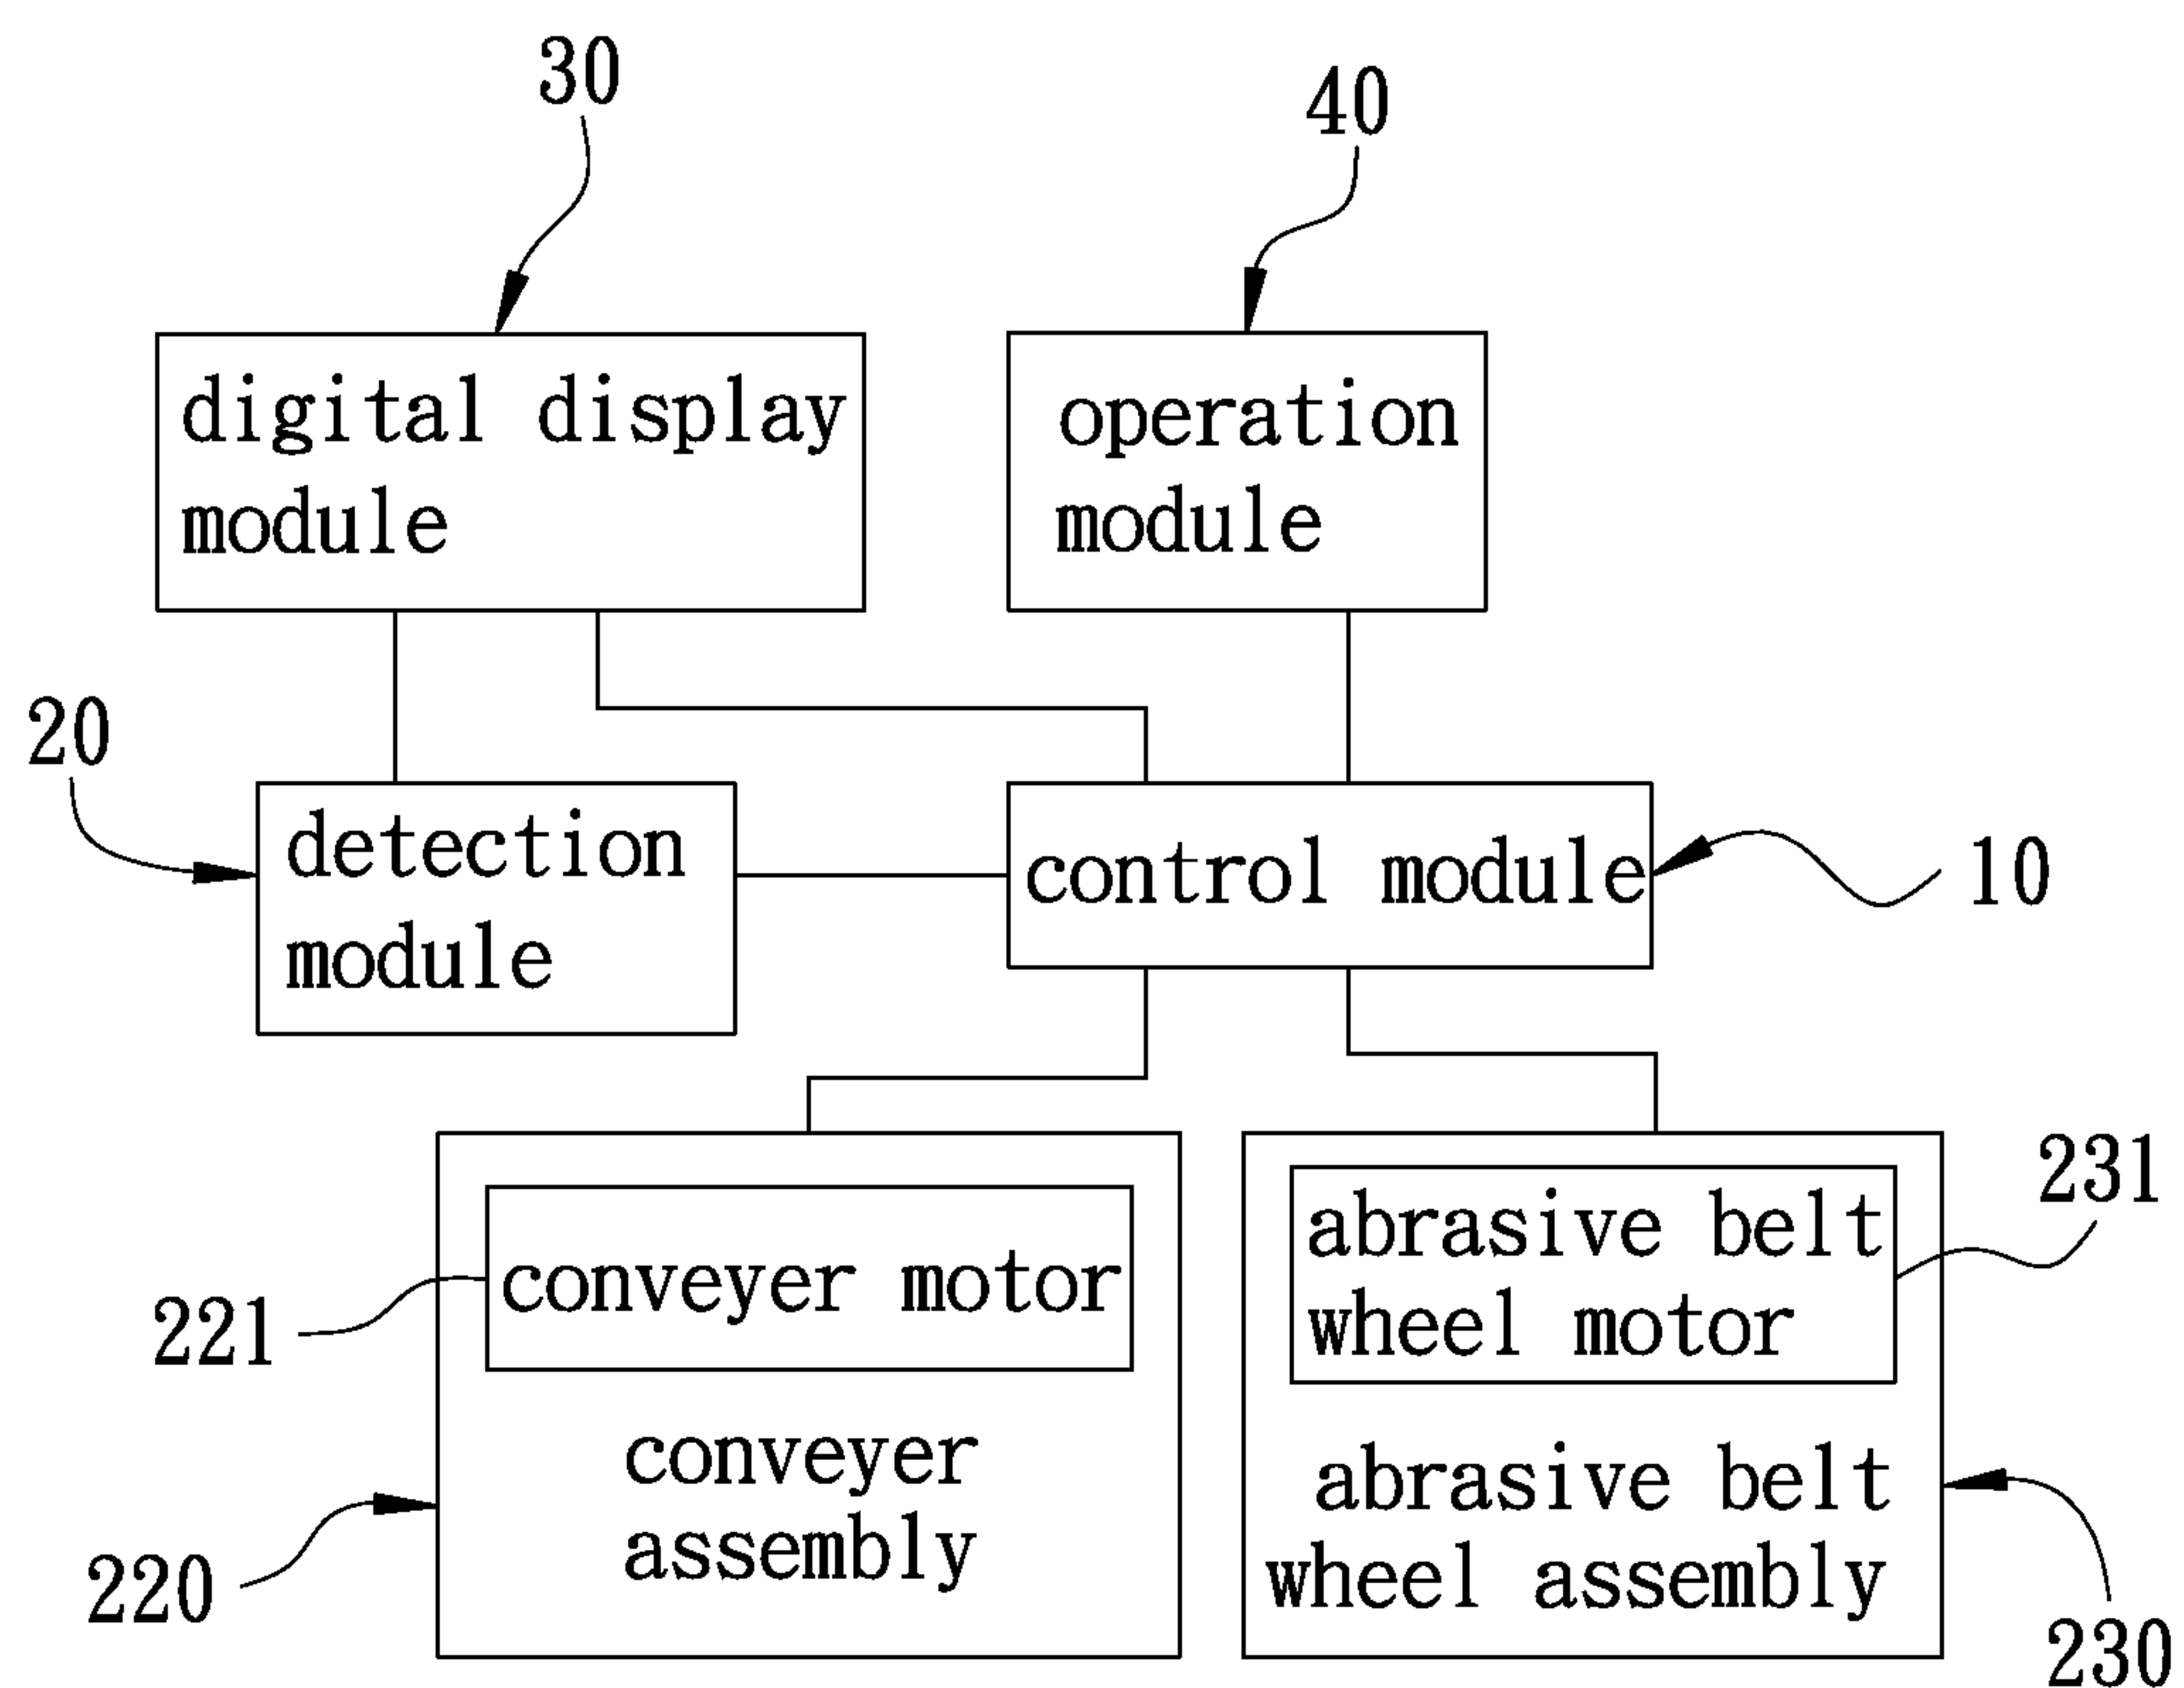 30
40
digital display
module
operation
module
20
detection
module
control module
10
231
abrasive belt
wheel motor
conveyer motor
221
conveyer
assembly
abrasive belt
wheel assembly
220
230